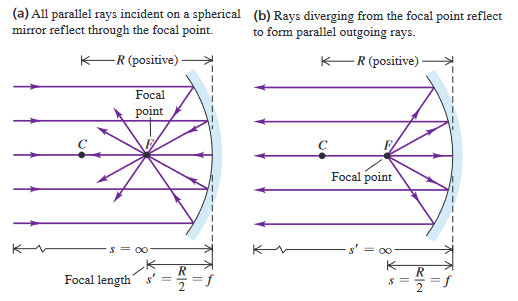 (a) All parallel rays incident on a spherical
mirror reflect through the focal point.
R (positive)
Focal
point
C
F
s = ∞
Focal length s′ = R/2 = f
(b) Rays diverging from the focal point reflect
to form parallel outgoing rays.
R (positive)
C
F
Focal point
s′ = ∞
s = R/2 = f